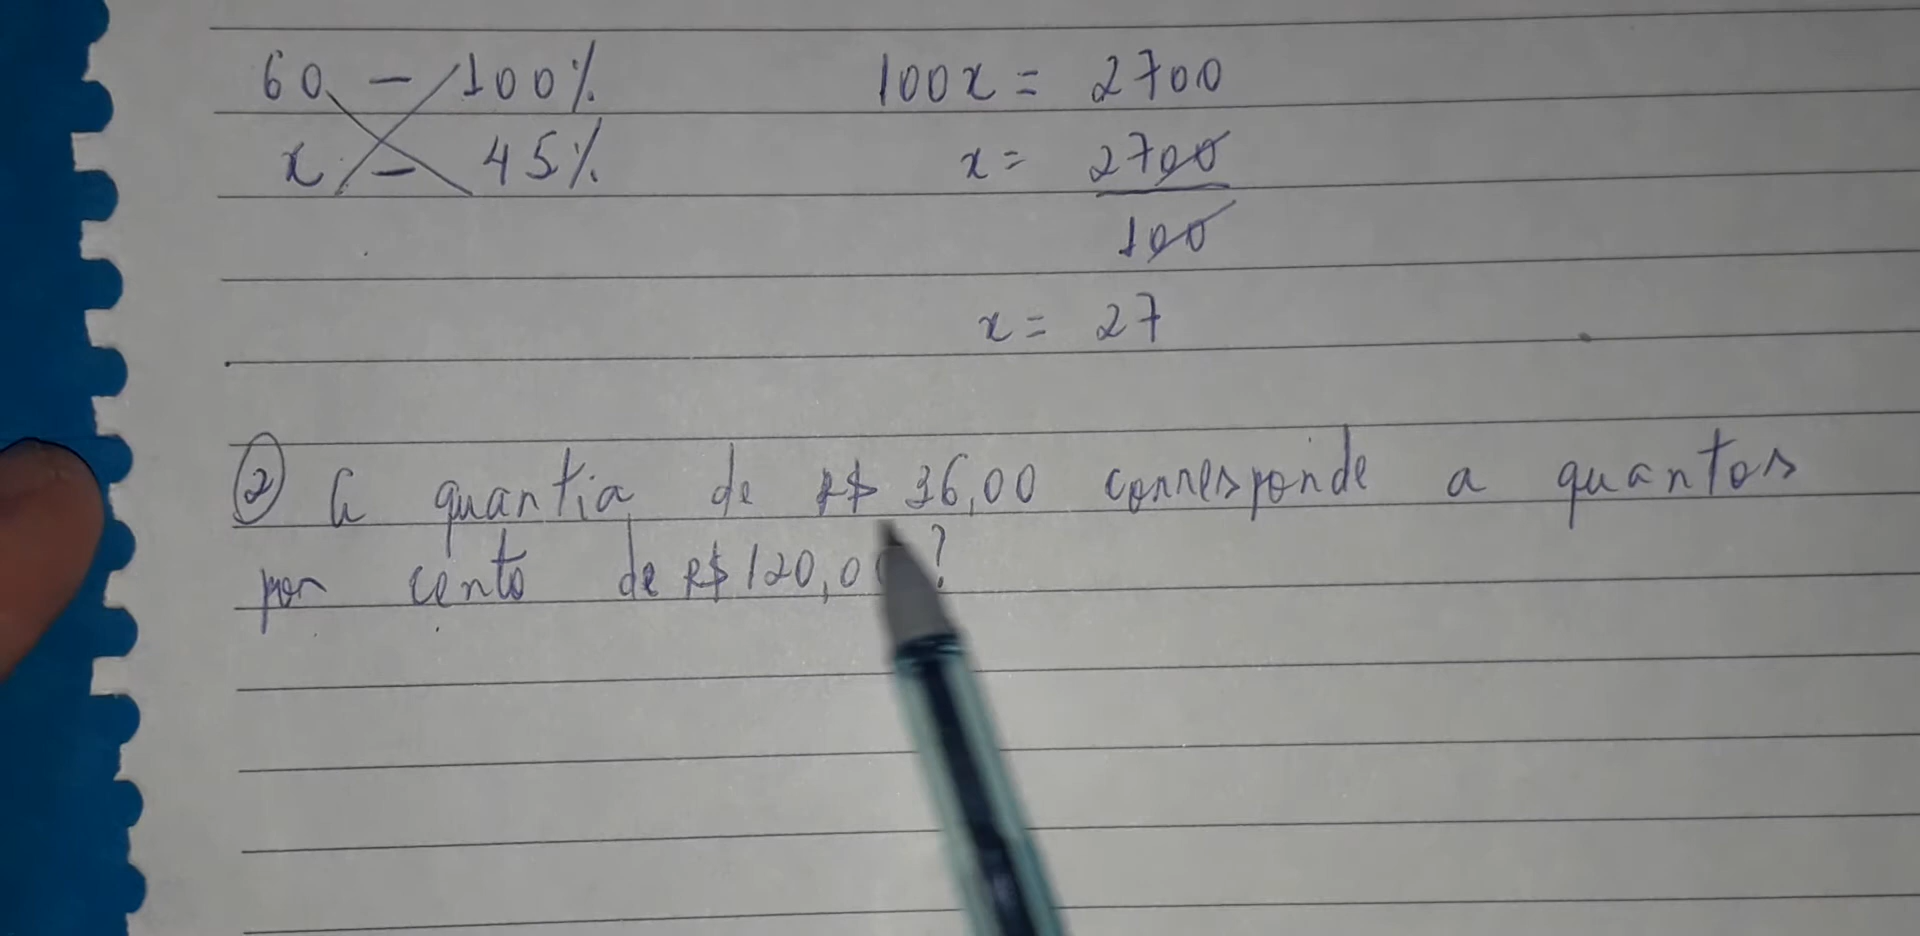 60 - 100% 100x = 2700
x - 45% x = 2700
100
x = 27
② A quantia de R$ 36,00 corresponde a quantos
por cento de R$ 120,00?